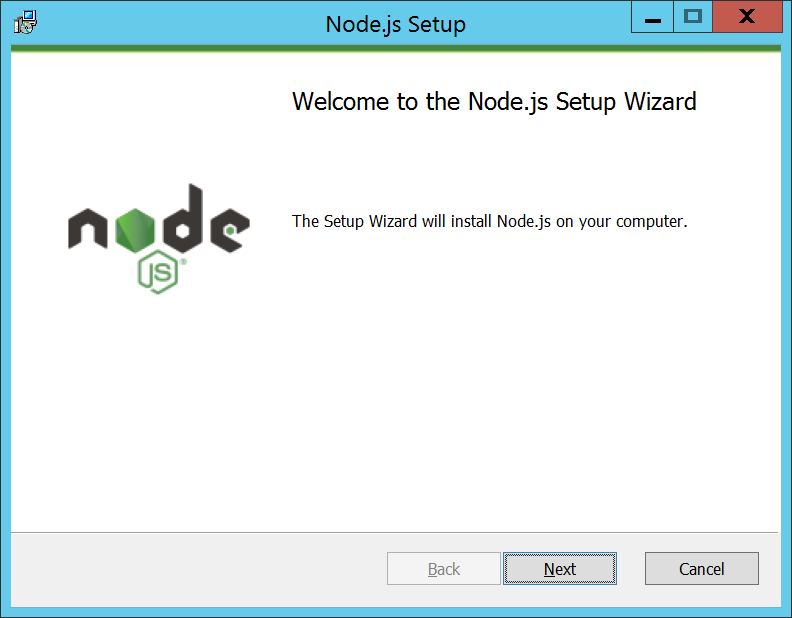 Node.js Setup
Welcome to the Node.js Setup Wizard
node
JS®
The Setup Wizard will install Node.js on your computer.
Back
Next
Cancel